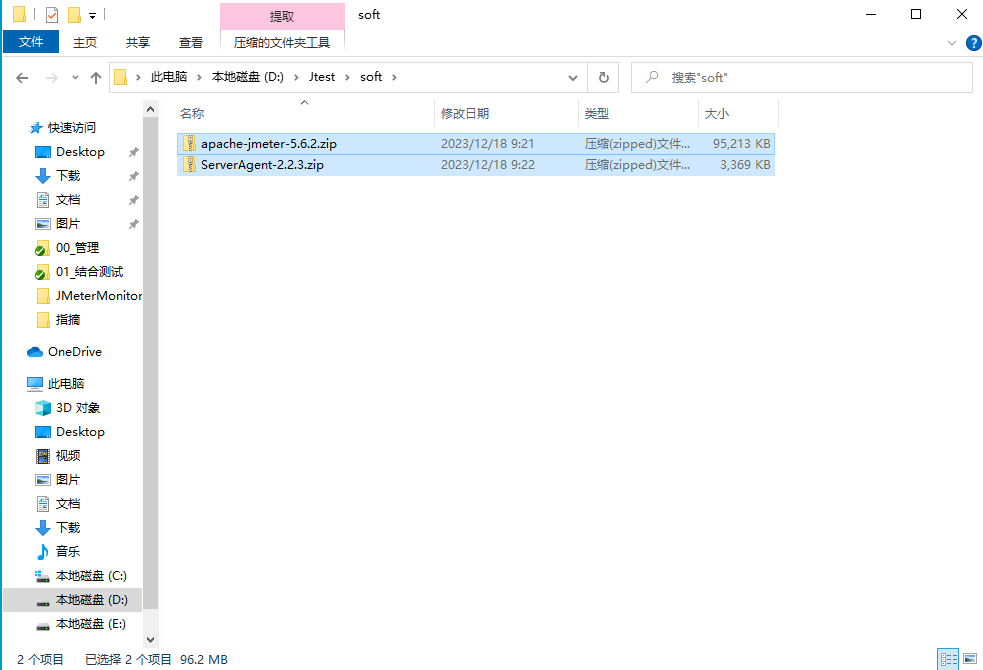 提取 soft
文件 主页 共享 查看 压缩的文件夹工具
此电脑 本地磁盘 (D:) Jtest soft 搜索"soft"
名称 修改日期 类型 大小
apache-jmeter-5.6.2.zip 2023/12/18 9:21 压缩(zipped)文件... 95,213 KB
ServerAgent-2.2.3.zip 2023/12/18 9:22 压缩(zipped)文件... 3,369 KB
快速访问
Desktop
下载
文档
图片
00_管理
01_结合测试
JMeterMonitor
指摘
OneDrive
此电脑
3D 对象
Desktop
视频
图片
文档
下载
音乐
本地磁盘 (C:)
本地磁盘 (D:)
本地磁盘 (E:)
2 个项目 已选择 2 个项目 96.2 MB